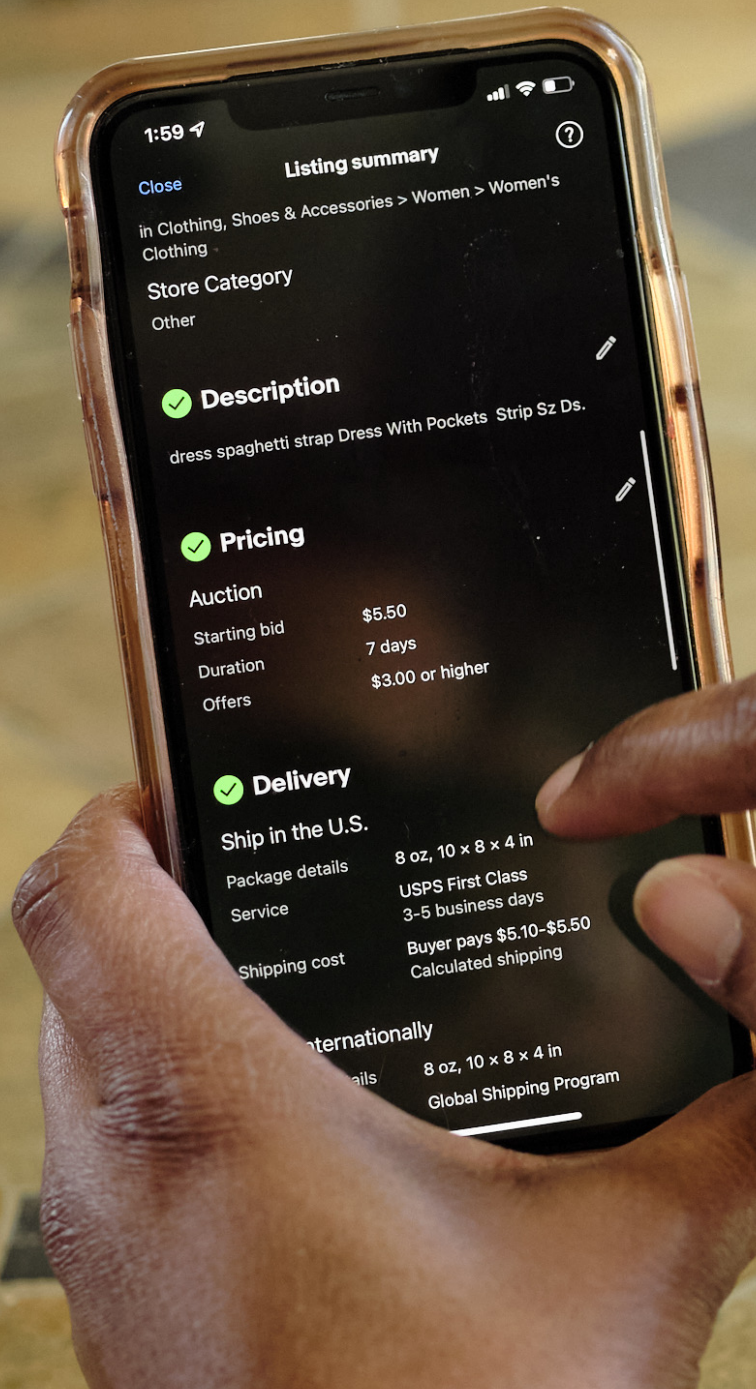 1:59
Close
Listing summary
?
in Clothing, Shoes & Accessories > Women > Women's
Clothing
Store Category
Other
Description
dress spaghetti strap Dress With Pockets Strip Sz Ds.
Pricing
Auction
Starting bid $5.50
Duration 7 days
Offers $3.00 or higher
Delivery
Ship in the U.S.
Package details 8 oz, 10 × 8 × 4 in
Service USPS First Class
3-5 business days
Shipping cost Buyer pays $5.10-$5.50
Calculated shipping
nternationally
ails 8 oz, 10 × 8 × 4 in
Global Shipping Program